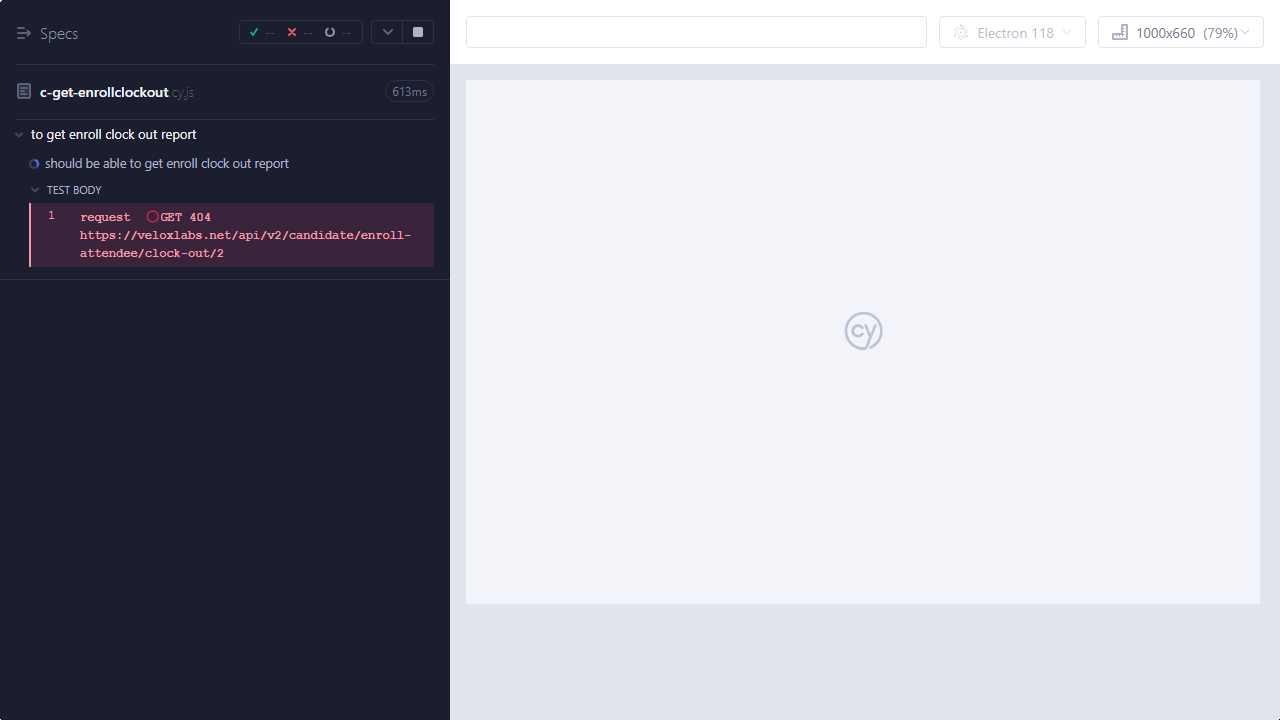 Specs
-- -- --
c-get-enrollclockout.cy.js 613ms
to get enroll clock out report
should be able to get enroll clock out report
TEST BODY
1 request GET 404
https://veloxlabs.net/api/v2/candidate/enroll-
attendee/clock-out/2
Electron 118
1000x660 (79%)
cy